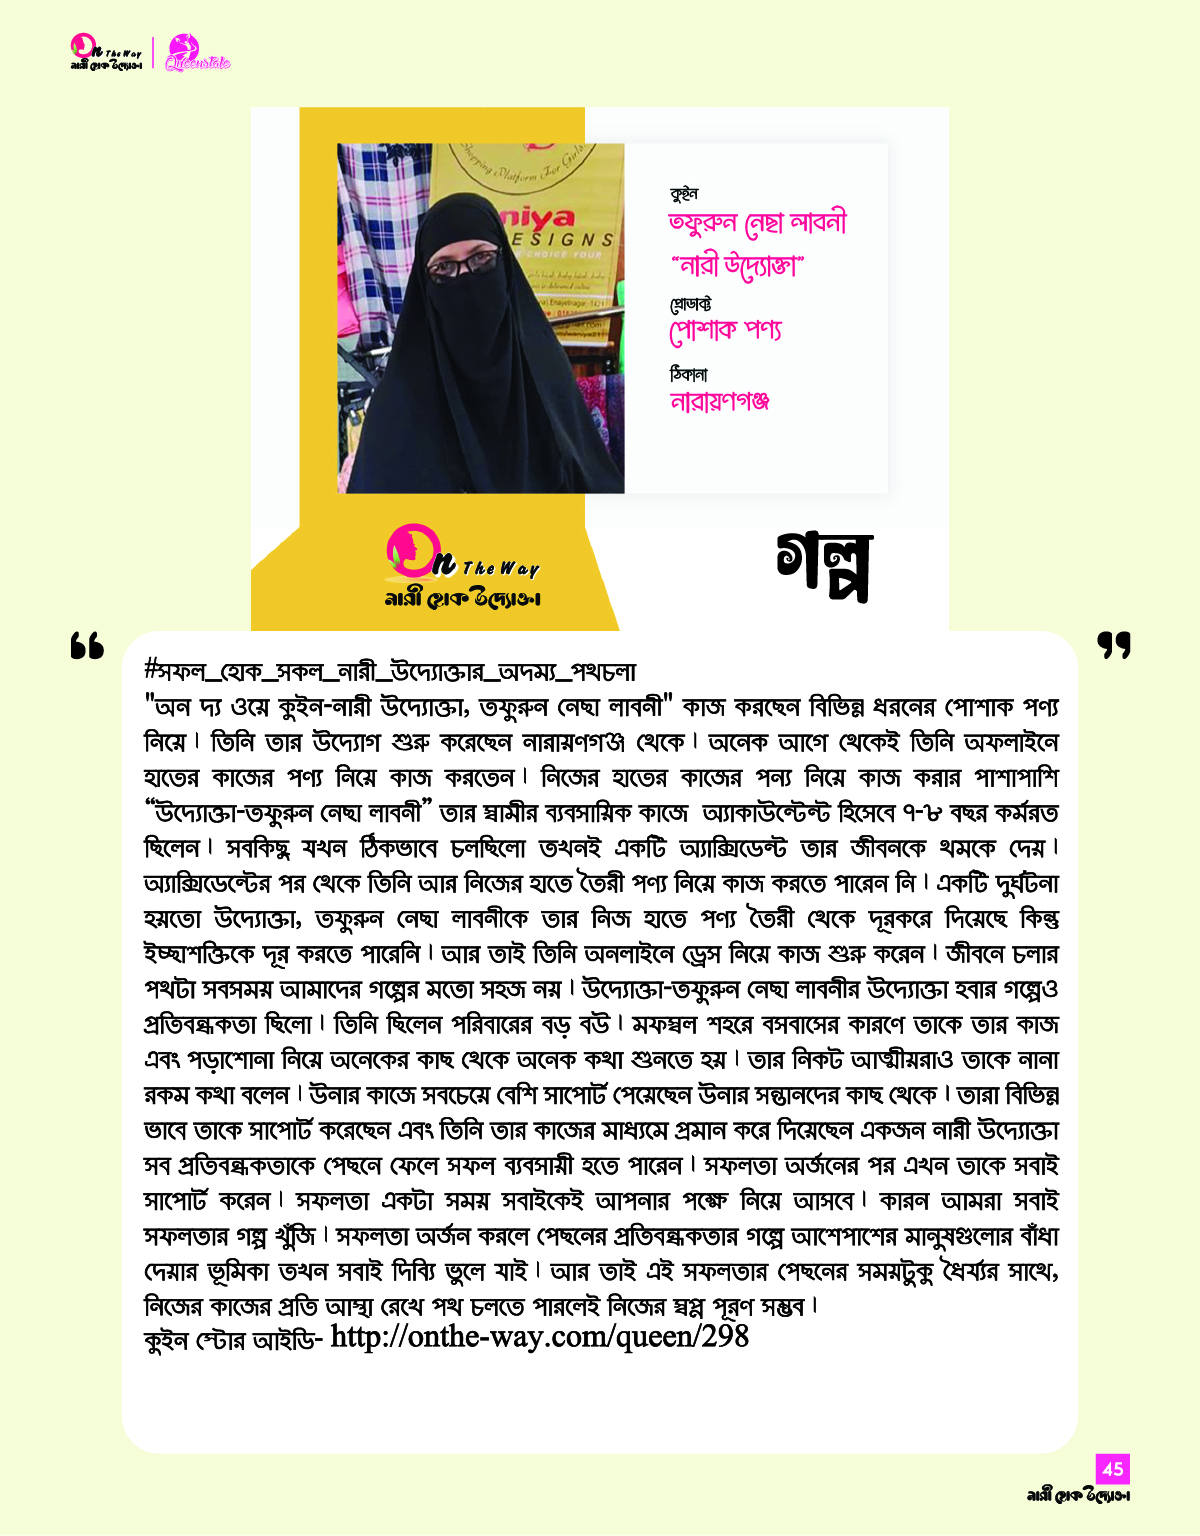 On The Way
নারী হোক উদ্যোক্তা
Queenstale
Shopping Platform For Girls
niya
DESIGNS
কুইন
তফুরুন নেছা লাবনী
“নারী উদ্যোক্তা”
প্রোডাক্ট
পোশাক পণ্য
ঠিকানা
নারায়ণগঞ্জ
On The Way
নারী হোক উদ্যোক্তা
গল্প
#সফল_হোক_সকল_নারী_উদ্যোক্তার_অদম্য_পথচলা
"অন দ্য ওয়ে কুইন-নারী উদ্যোক্তা, তফুরুন নেছা লাবনী" কাজ করছেন বিভিন্ন ধরনের পোশাক পণ্য
নিয়ে। তিনি তার উদ্যোগ শুরু করেছেন নারায়ণগঞ্জ থেকে। অনেক আগে থেকেই তিনি অফলাইনে
হাতের কাজের পণ্য নিয়ে কাজ করতেন। নিজের হাতের কাজের পন্য নিয়ে কাজ করার পাশাপাশি
“উদ্যোক্তা-তফুরুন নেছা লাবনী” তার স্বামীর ব্যবসায়িক কাজে অ্যাকাউন্টেন্ট হিসেবে ৭-৮ বছর কর্মরত
ছিলেন। সবকিছু যখন ঠিকভাবে চলছিলো তখনই একটি অ্যাক্সিডেন্ট তার জীবনকে থমকে দেয়।
অ্যাক্সিডেন্টের পর থেকে তিনি আর নিজের হাতে তৈরী পণ্য নিয়ে কাজ করতে পারেন নি। একটি দুর্ঘটনা
হয়তো উদ্যোক্তা, তফুরুন নেছা লাবনীকে তার নিজ হাতে পণ্য তৈরী থেকে দূরকরে দিয়েছে কিন্তু
ইচ্ছাশক্তিকে দূর করতে পারেনি। আর তাই তিনি অনলাইনে ড্রেস নিয়ে কাজ শুরু করেন। জীবনে চলার
পথটা সবসময় আমাদের গল্পের মতো সহজ নয়। উদ্যোক্তা-তফুরুন নেছা লাবনীর উদ্যোক্তা হবার গল্পেও
প্রতিবন্ধকতা ছিলো। তিনি ছিলেন পরিবারের বড় বউ। মফস্বল শহরে বসবাসের কারণে তাকে তার কাজ
এবং পড়াশোনা নিয়ে অনেকের কাছ থেকে অনেক কথা শুনতে হয়। তার নিকট আত্মীয়রাও তাকে নানা
রকম কথা বলেন। উনার কাজে সবচেয়ে বেশি সাপোর্ট পেয়েছেন উনার সন্তানদের কাছ থেকে। তারা বিভিন্ন
ভাবে তাকে সাপোর্ট করেছেন এবং তিনি তার কাজের মাধ্যমে প্রমান করে দিয়েছেন একজন নারী উদ্যোক্তা
সব প্রতিবন্ধকতাকে পেছনে ফেলে সফল ব্যবসায়ী হতে পারেন। সফলতা অর্জনের পর এখন তাকে সবাই
সাপোর্ট করেন। সফলতা একটা সময় সবাইকেই আপনার পক্ষে নিয়ে আসবে। কারন আমরা সবাই
সফলতার গল্প খুঁজি। সফলতা অর্জন করলে পেছনের প্রতিবন্ধকতার গল্পে আশেপাশের মানুষগুলোর বাঁধা
দেয়ার ভূমিকা তখন সবাই দিব্যি ভুলে যাই। আর তাই এই সফলতার পেছনের সময়টুকু ধৈর্য্যর সাথে,
নিজের কাজের প্রতি আস্থা রেখে পথ চলতে পারলেই নিজের স্বপ্ন পূরণ সম্ভব।
কুইন স্টোর আইডি- http://onthe-way.com/queen/298
45
নারী হোক উদ্যোক্তা